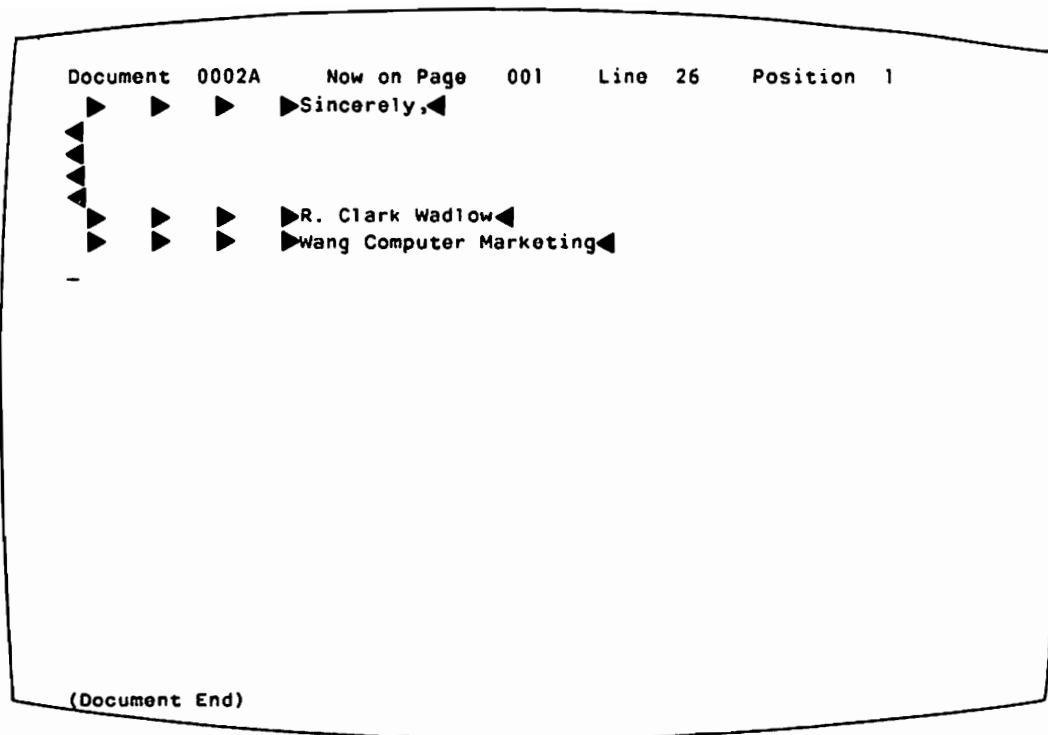 Document 0002A Now on Page 001 Line 26 Position 1
▶ ▶ ▶ ▶Sincerely,◀
◀
◀
◀
◀
▶ ▶ ▶ ▶R. Clark Wadlow◀
▶ ▶ ▶ ▶Wang Computer Marketing◀
_
(Document End)